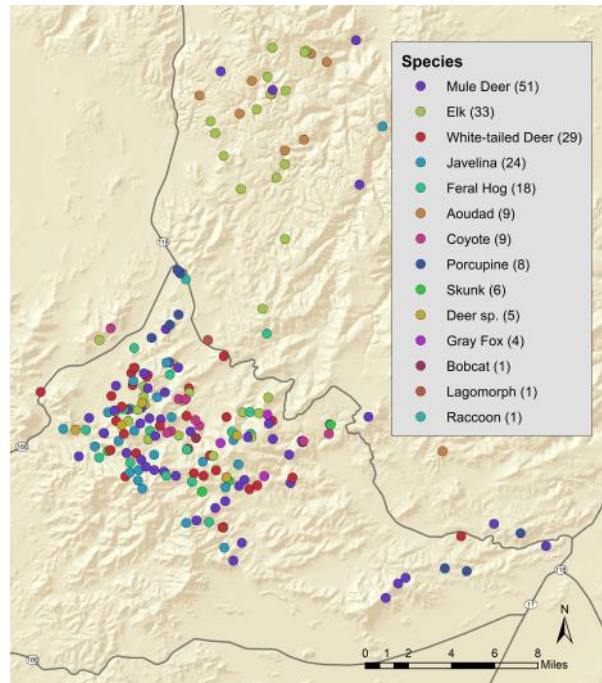 Species
Mule Deer (51)
Elk (33)
White-tailed Deer (29)
Javelina (24)
Feral Hog (18)
Aoudad (9)
Coyote (9)
Porcupine (8)
Skunk (6)
Deer sp. (5)
Gray Fox (4)
Bobcat (1)
Lagomorph (1)
Raccoon (1)
118
166
118
17
166
N
0 1 2 4 6 8
Miles